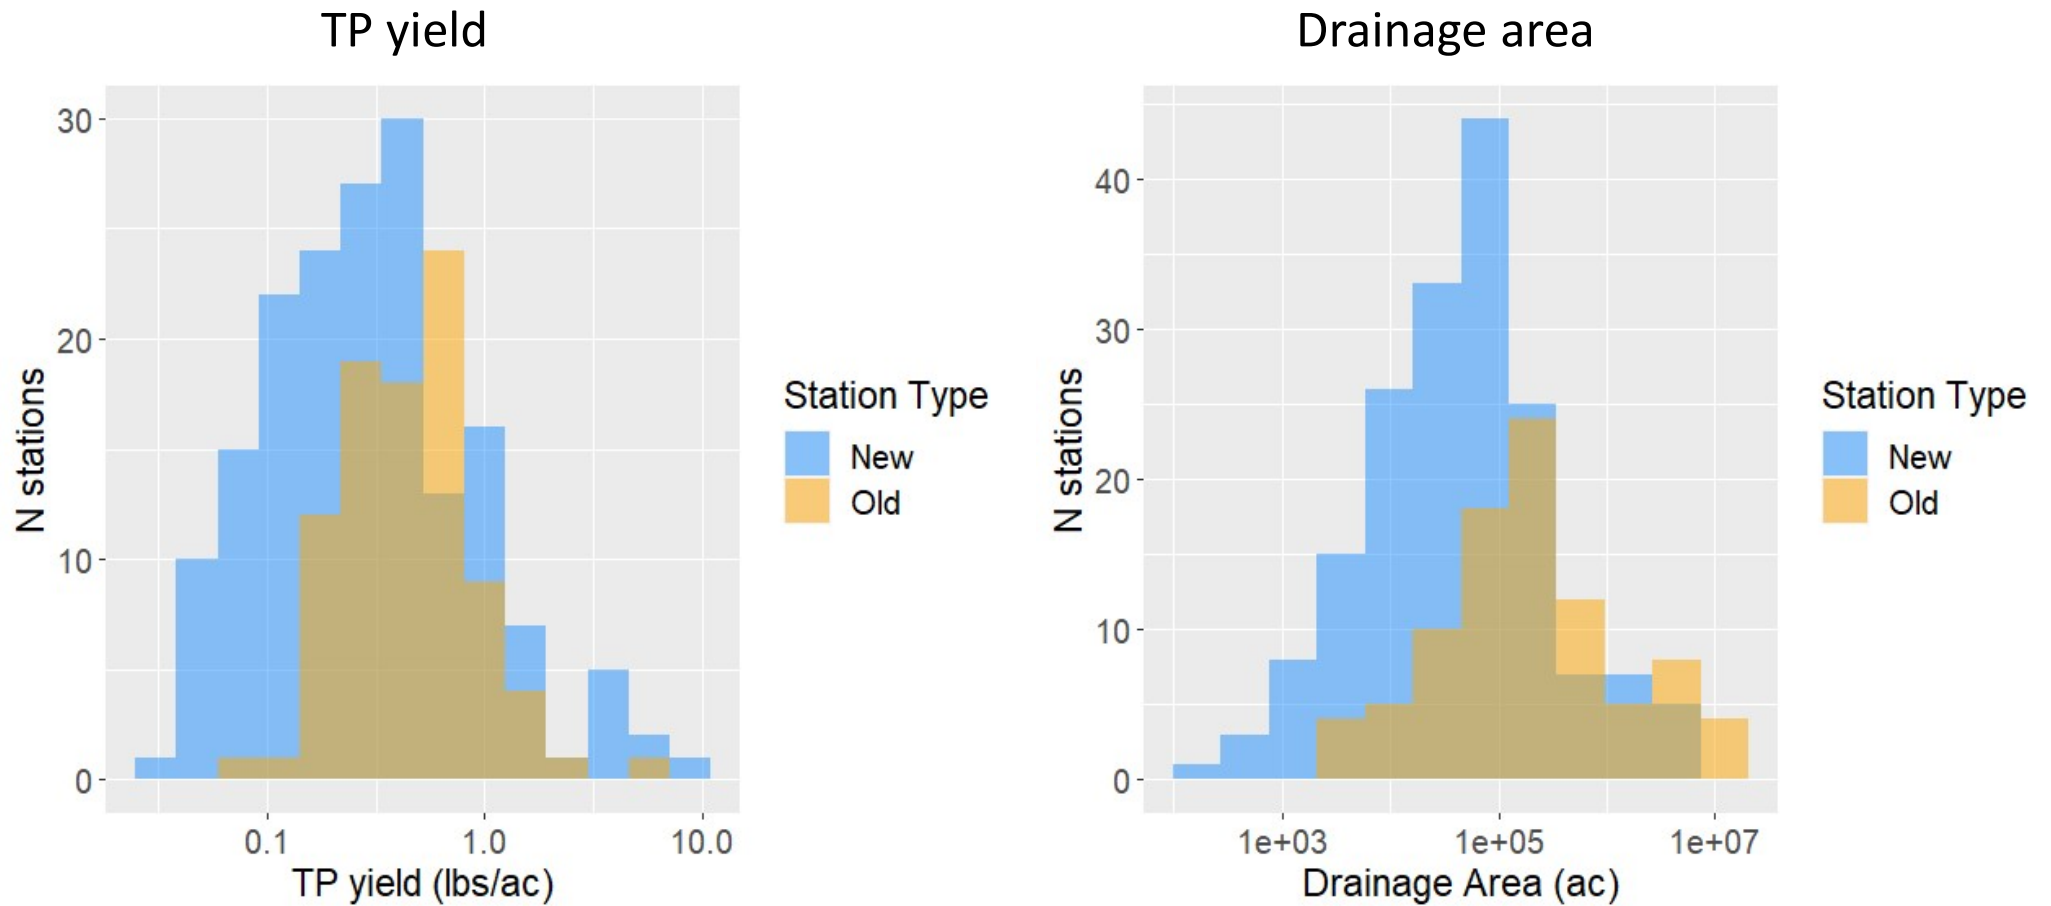 TP yield
30
20
10
0
N stations
0.1 1.0 10.0
TP yield (lbs/ac)
Station Type
New
Old
Drainage area
40
30
20
10
0
N stations
1e+03 1e+05 1e+07
Drainage Area (ac)
Station Type
New
Old